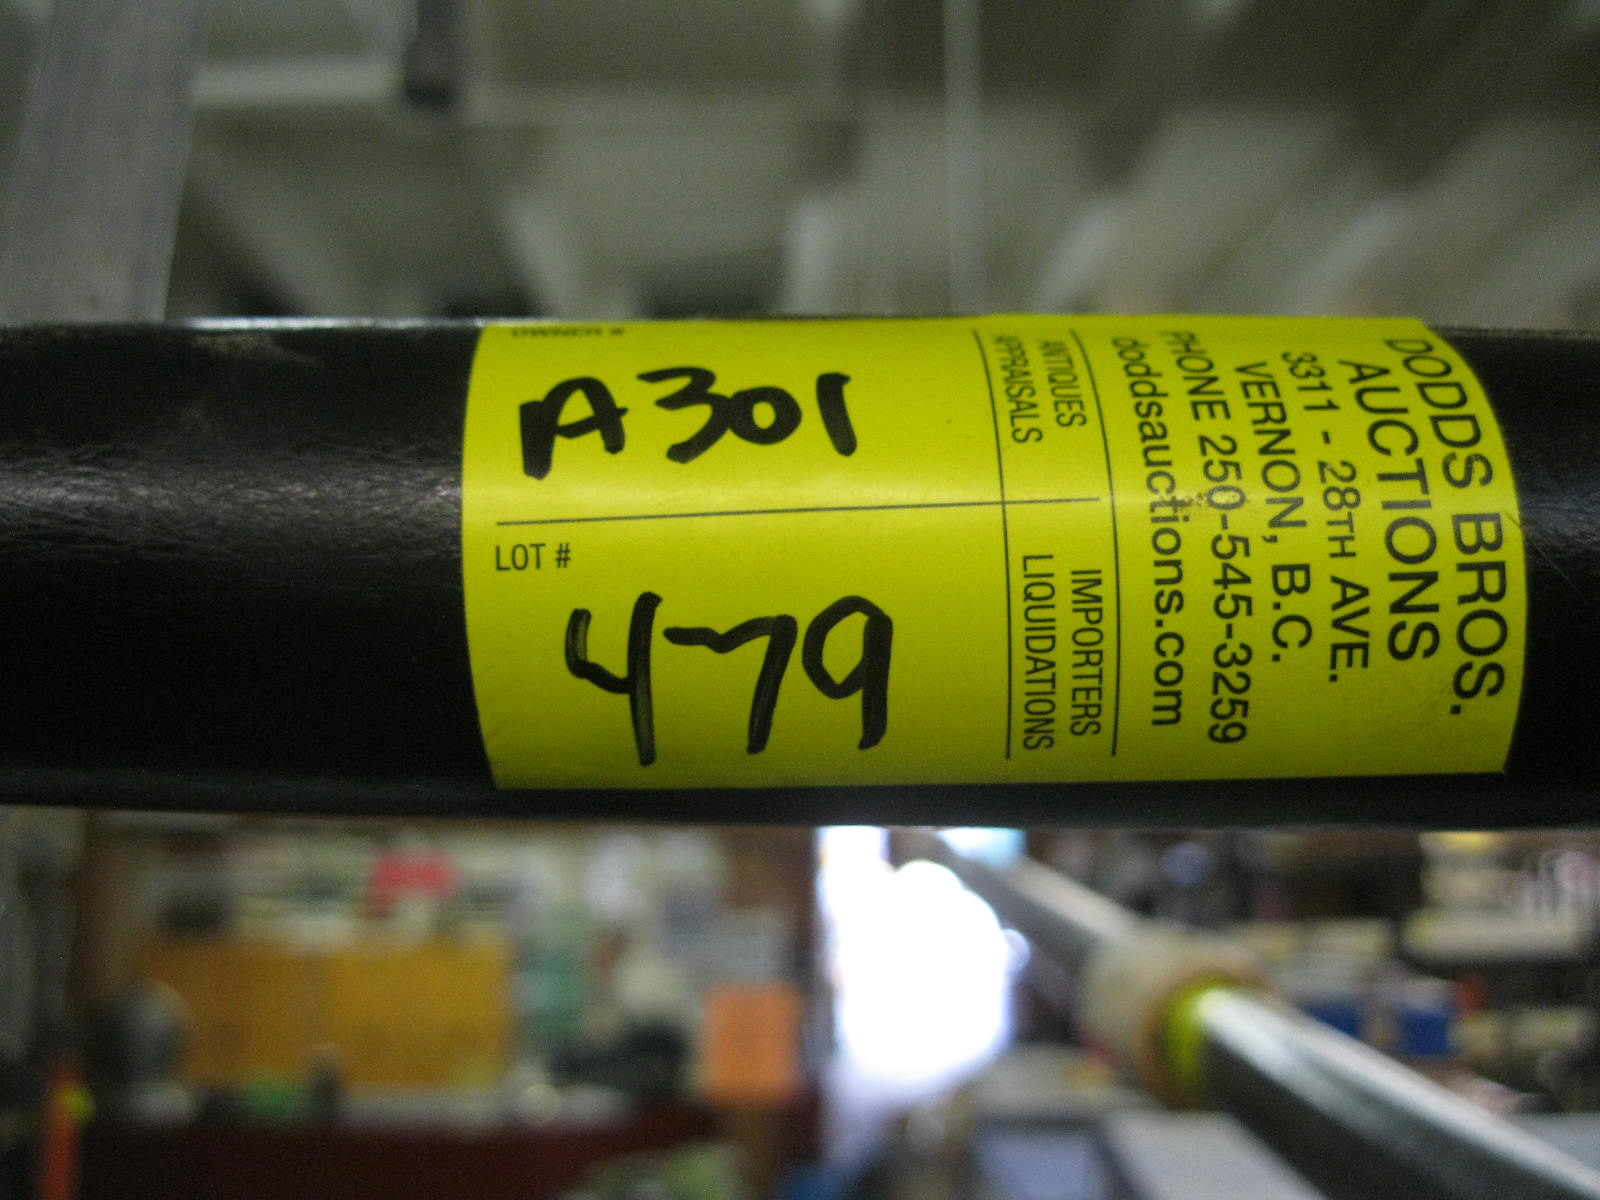 OWNER #
A301
LOT #
479
ANTIQUES
APPRAISALS
IMPORTERS
LIQUIDATIONS
DODDS BROS.
AUCTIONS
3311 - 28TH AVE.
VERNON, B.C.
PHONE 250-545-3259
doddsauctions.com